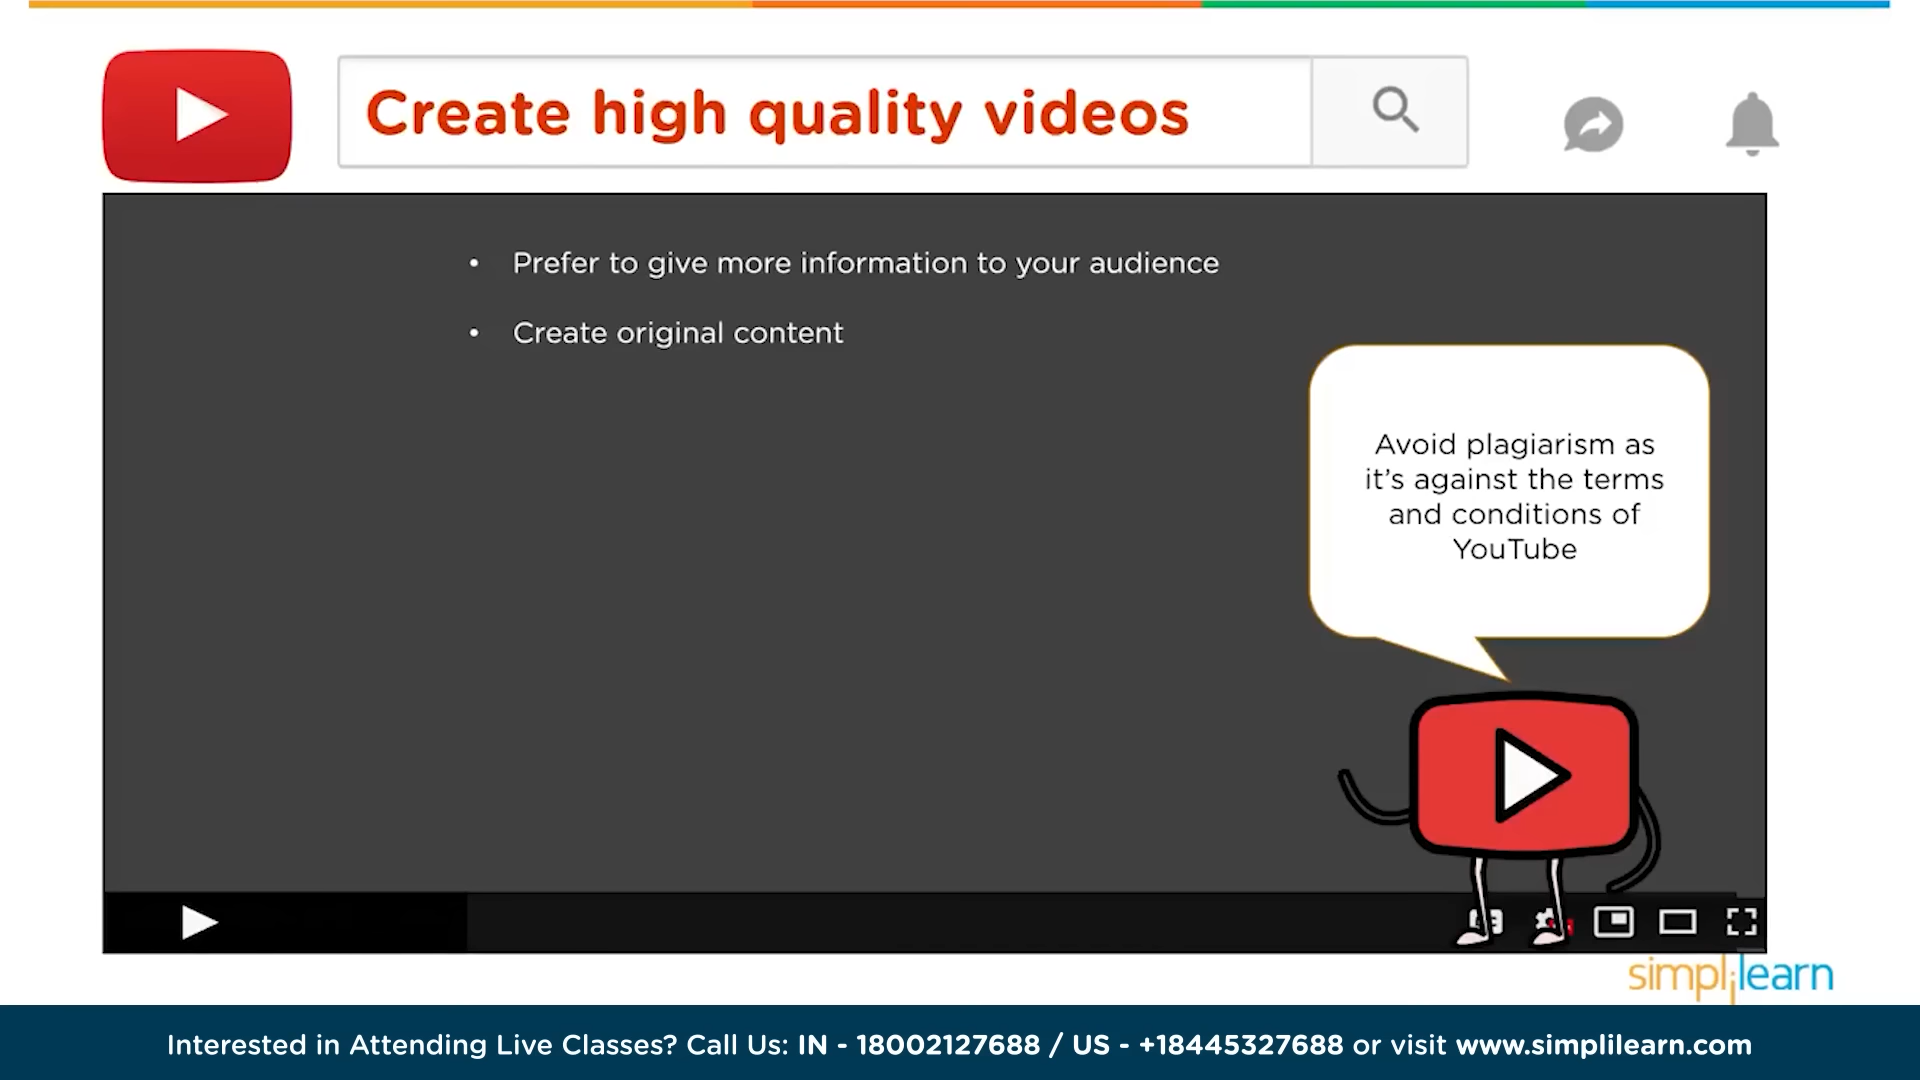 Create high quality videos
• Prefer to give more information to your audience
• Create original content
Avoid plagiarism as
it's against the terms
and conditions of
YouTube
simplilearn
Interested in Attending Live Classes? Call Us: IN - 18002127688 / US - +18445327688 or visit www.simplilearn.com